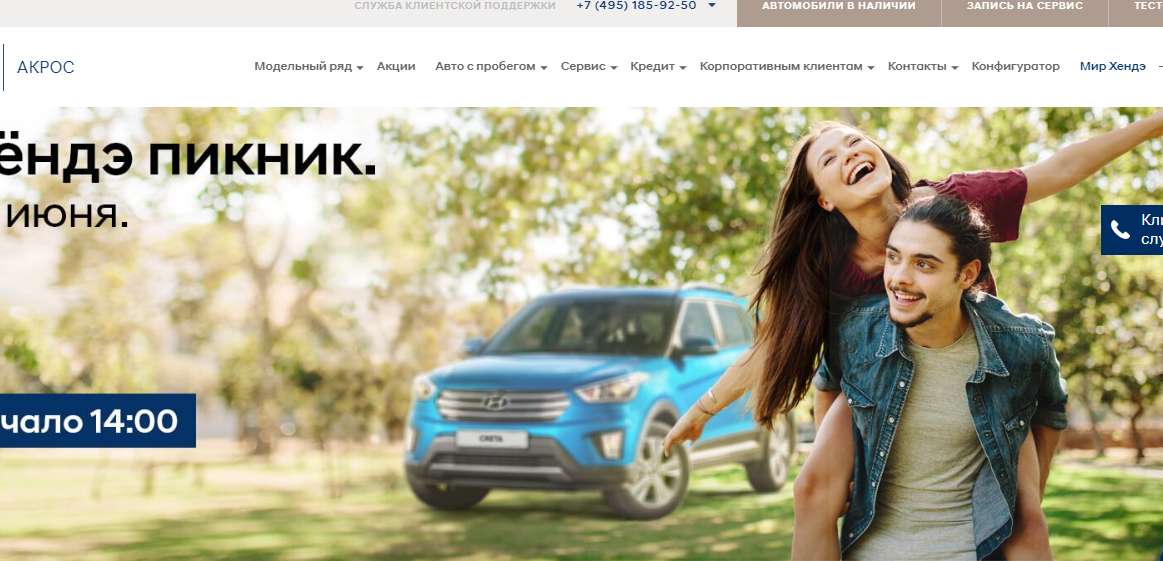 СЛУЖБА КЛИЕНТСКОЙ ПОДДЕРЖКИ +7 (495) 185-92-50 АВТОМОБИЛИ В НАЛИЧИИ ЗАПИСЬ НА СЕРВИС ТЕСТ
АКРОС Модельный ряд Акции Авто с пробегом Сервис Кредит Корпоративным клиентам Контакты Конфигуратор Мир Хендэ
ёндэ пикник.
июня.
Кли
слу
чало 14:00
CRETA